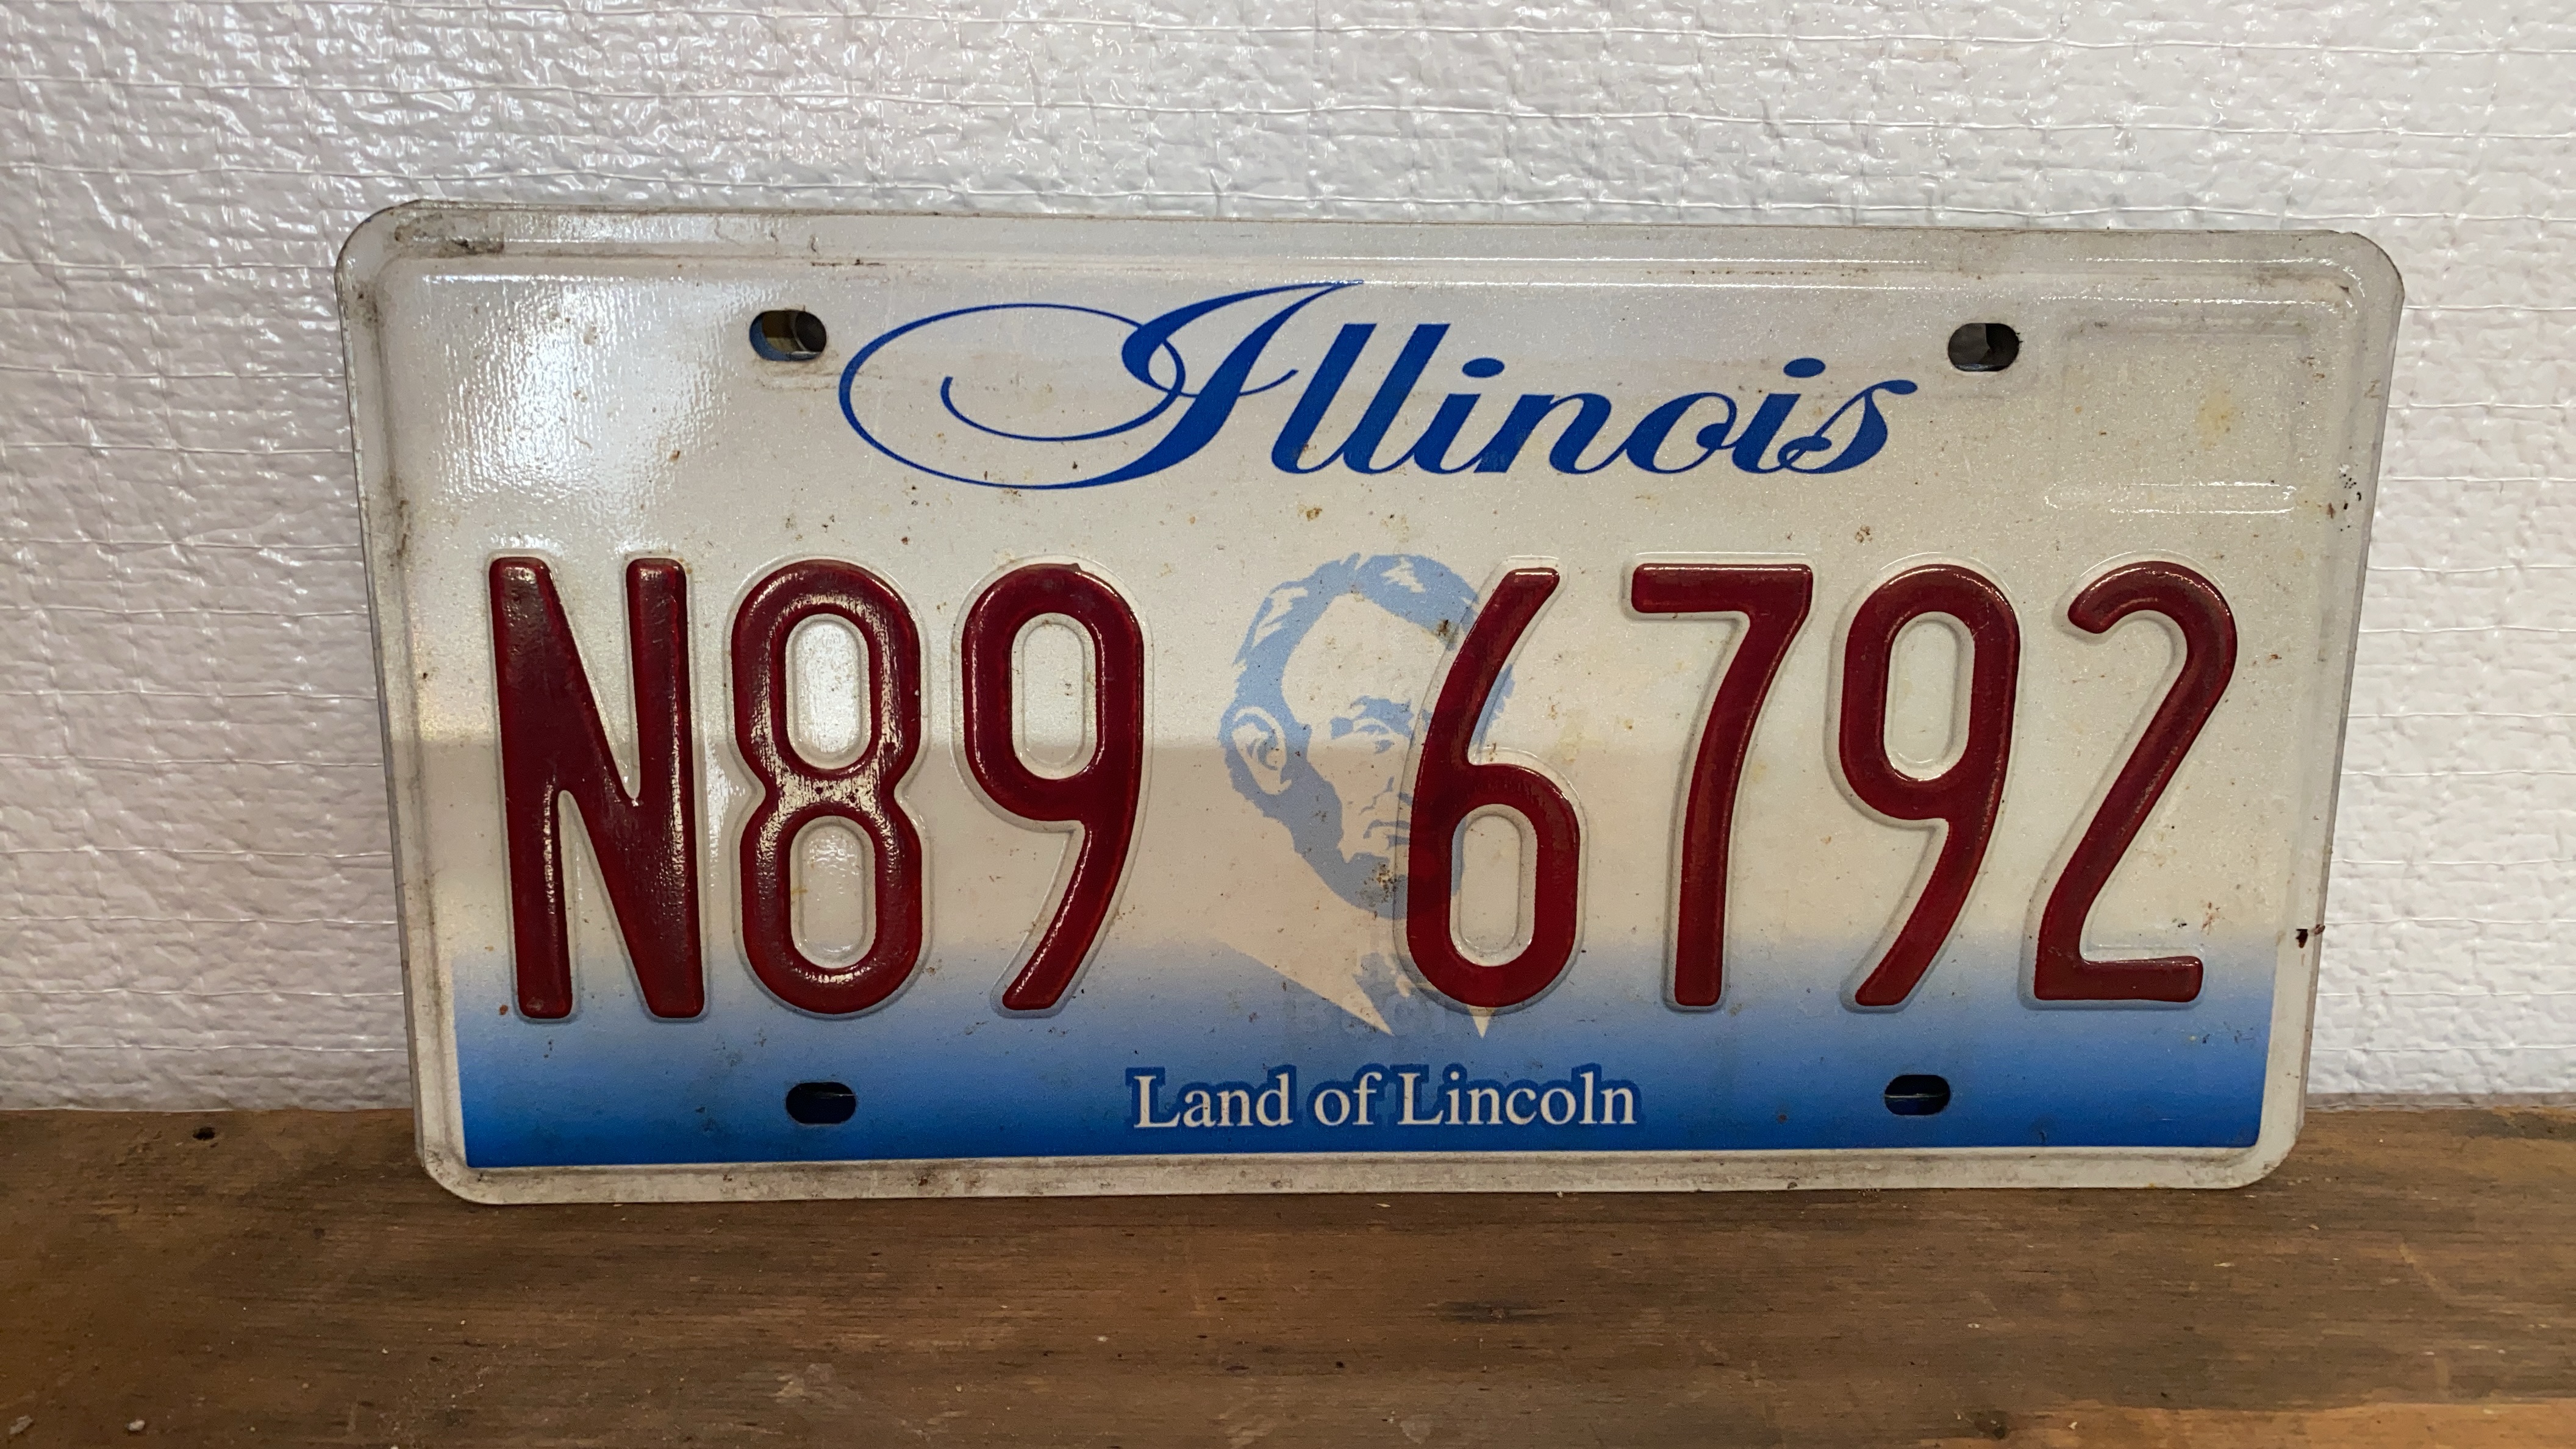 Illinois
N89 6792
Land of Lincoln